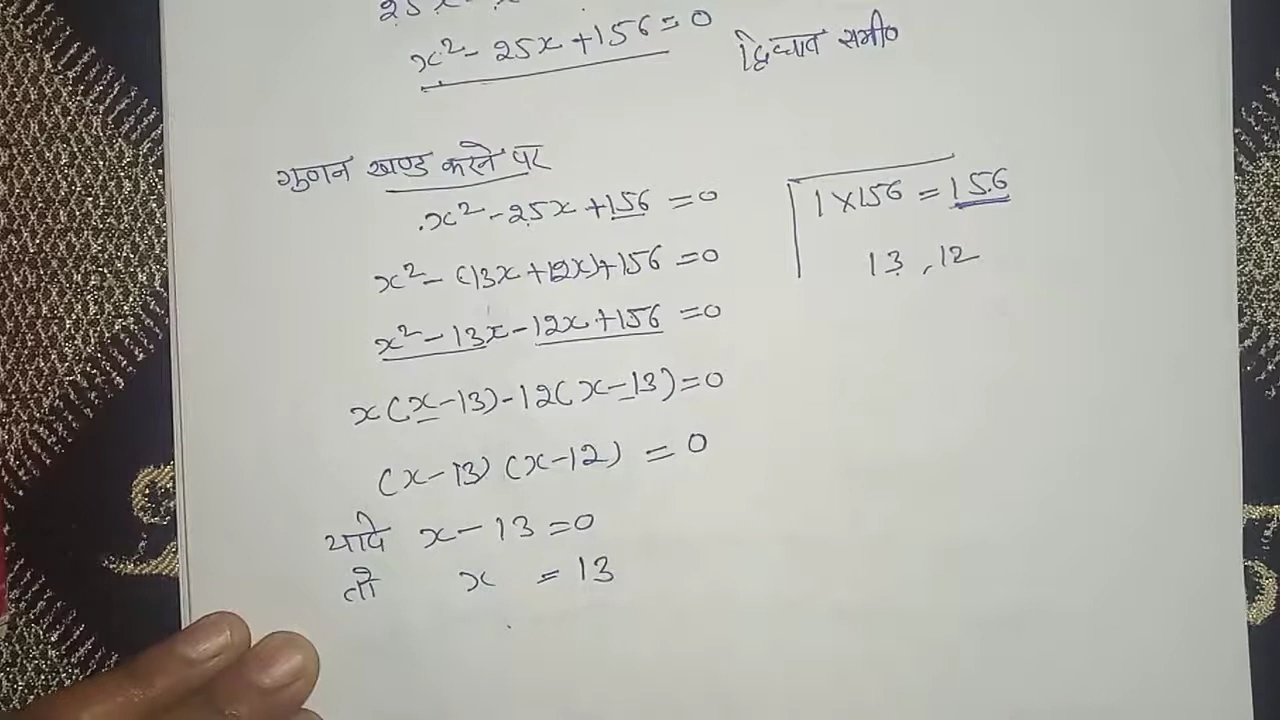 25x
x² - 25x + 156 = 0 द्विघात समी०
गुणन खण्ड करने पर
x² - 25x + 156 = 0
x² - (13x + 12x) + 156 = 0
x² - 13x - 12x + 156 = 0
x(x - 13) - 12(x - 13) = 0
(x - 13) (x - 12) = 0
यदि x - 13 = 0
तो x = 13
1 × 156 = 156
13, 12